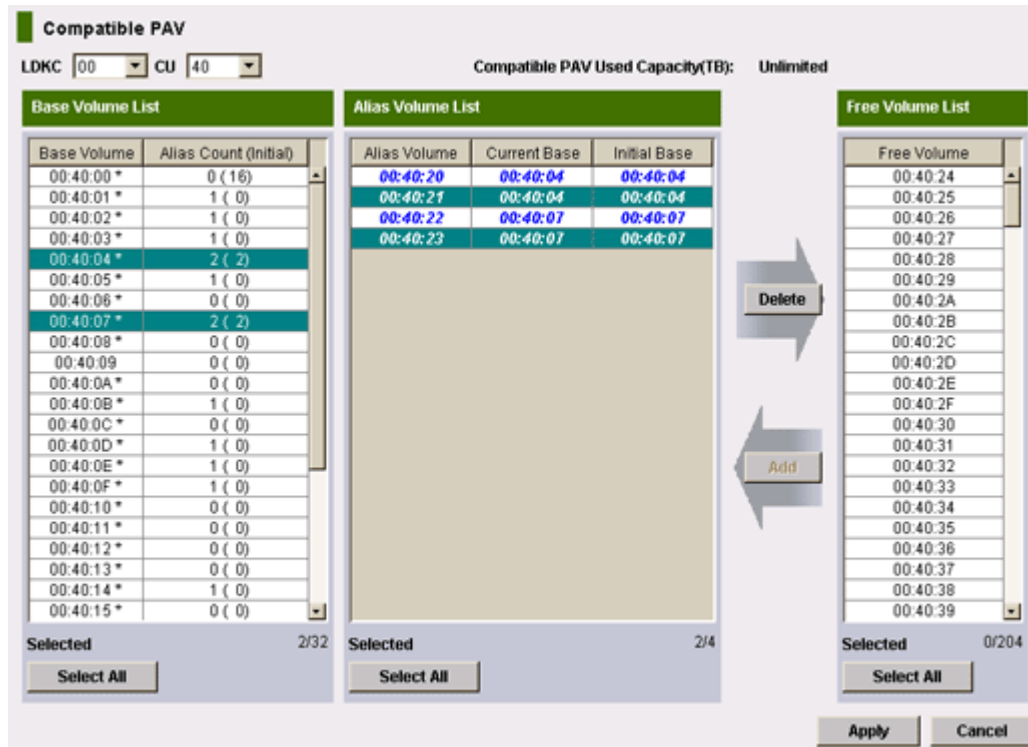 Compatible PAV
LDKC 00 CU 40 Compatible PAV Used Capacity(TB): Unlimited
Base Volume List
Base Volume Alias Count (Initial)
00:40:00 * 0 ( 16)
00:40:01 * 1 ( 0)
00:40:02 * 1 ( 0)
00:40:03 * 1 ( 0)
00:40:04 * 2 ( 2)
00:40:05 * 1 ( 0)
00:40:06 * 0 ( 0)
00:40:07 * 2 ( 2)
00:40:08 * 0 ( 0)
00:40:09 0 ( 0)
00:40:0A * 0 ( 0)
00:40:0B * 1 ( 0)
00:40:0C * 0 ( 0)
00:40:0D * 1 ( 0)
00:40:0E * 1 ( 0)
00:40:0F * 1 ( 0)
00:40:10 * 0 ( 0)
00:40:11 * 0 ( 0)
00:40:12 * 0 ( 0)
00:40:13 * 0 ( 0)
00:40:14 * 1 ( 0)
00:40:15 * 0 ( 0)
Selected 2/32
Select All
Alias Volume List
Alias Volume Current Base Initial Base
00:40:20 00:40:04 00:40:04
00:40:21 00:40:04 00:40:04
00:40:22 00:40:07 00:40:07
00:40:23 00:40:07 00:40:07
Selected 2/4
Select All
Delete
Add
Free Volume List
Free Volume
00:40:24
00:40:25
00:40:26
00:40:27
00:40:28
00:40:29
00:40:2A
00:40:2B
00:40:2C
00:40:2D
00:40:2E
00:40:2F
00:40:30
00:40:31
00:40:32
00:40:33
00:40:34
00:40:35
00:40:36
00:40:37
00:40:38
00:40:39
Selected 0/204
Select All
Apply Cancel